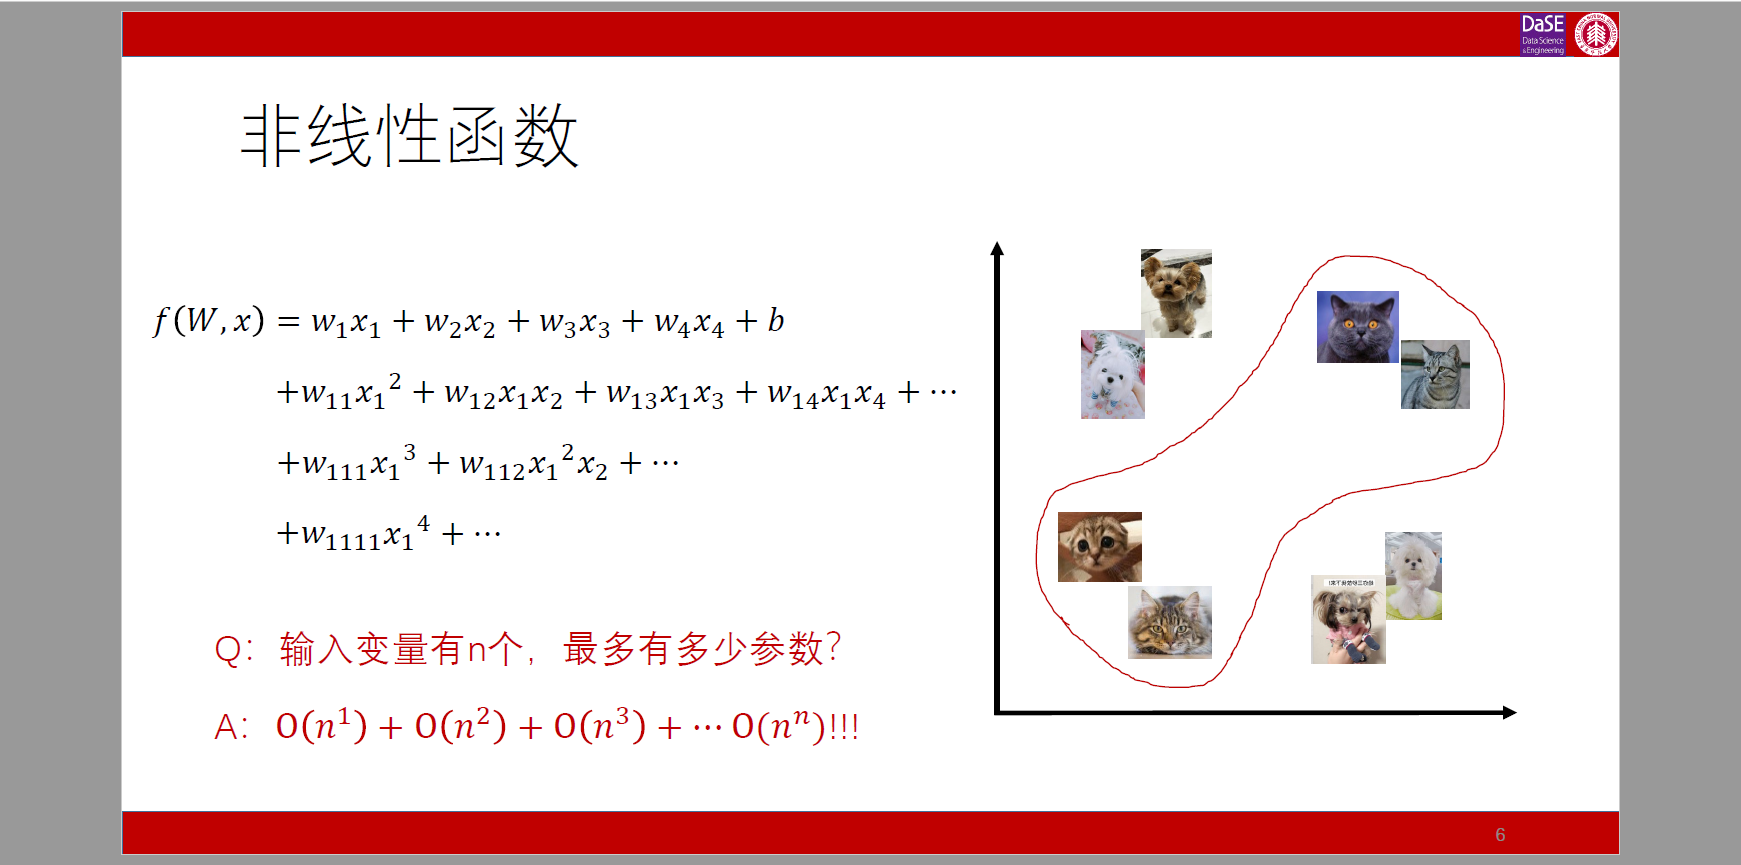 DaSE
Data Science
& Engineering
非线性函数
f(W, x) = w₁x₁ + w₂x₂ + w₃x₃ + w₄x₄ + b
+w₁₁x₁² + w₁₂x₁x₂ + w₁₃x₁x₃ + w₁₄x₁x₄ + ⋯
+w₁₁₁x₁³ + w₁₁₂x₁²x₂ + ⋯
+w₁₁₁₁x₁⁴ + ⋯
Q：输入变量有n个，最多有多少参数？
A：O(n¹) + O(n²) + O(n³) + ⋯ O(nⁿ)!!!
6